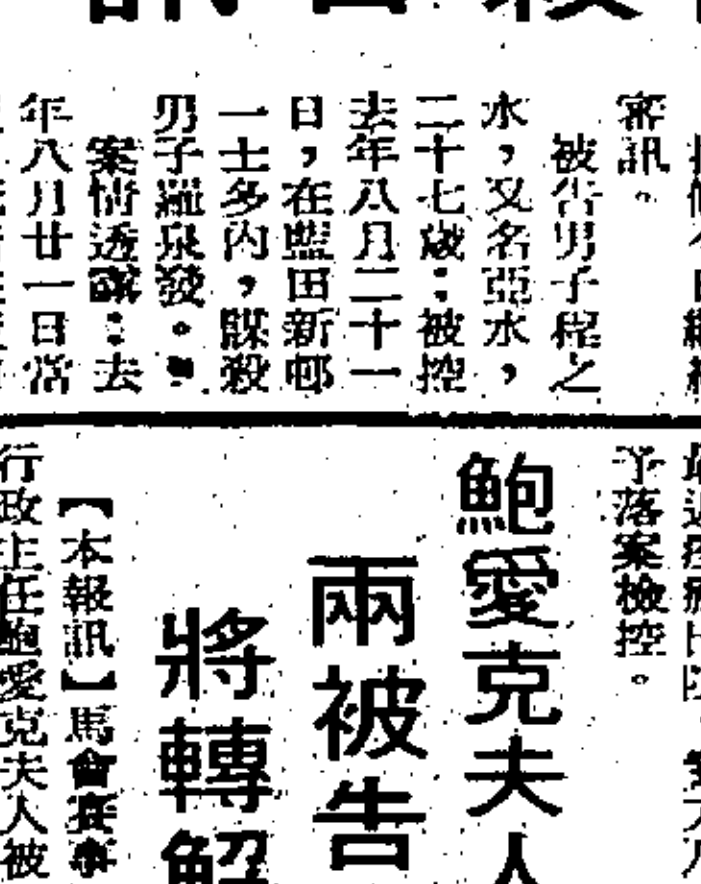 審訊。
被告男子程之
水，又名亞水，
二十七歲：被控
去年八月二十一
日，在藍田新邨
一士多內，謀殺
男子羅泉發。
案情透露：去
年八月廿一日當
予落案檢控。
鮑愛克夫人
兩被告
將轉解
【本報訊】馬會賽事
行政主任鮑愛克夫人被